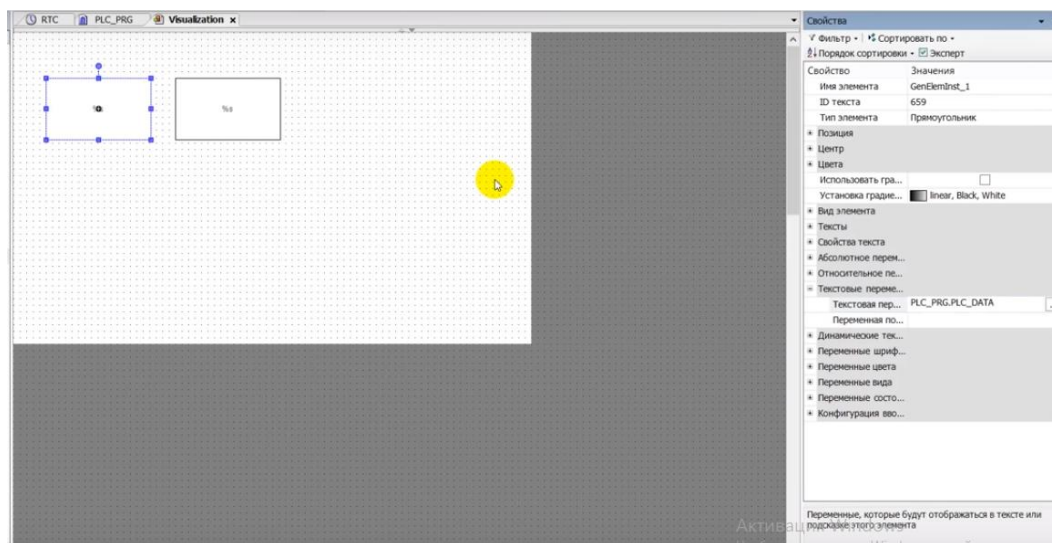 RTC PLC_PRG Visualization x
%s
Свойства
Фильтр Сортировать по
Порядок сортировки Эксперт
Свойство Значения
Имя элемента GenElemInst_1
ID текста 659
Тип элемента Прямоугольник
Позиция
Центр
Цвета
Использовать гра...
Установка градие... linear, Black, White
Вид элемента
Тексты
Свойства текста
Абсолютное перем...
Относительное пе...
Текстовые переме...
Текстовая пер... PLC_PRG.PLC_DATA
Переменная по...
Динамические тек...
Переменные шриф...
Переменные цвета
Переменные вида
Переменные состо...
Конфигурация вво...
Переменные, которые будут отображаться в тексте или
подсказке этого элемента
Активация Windows